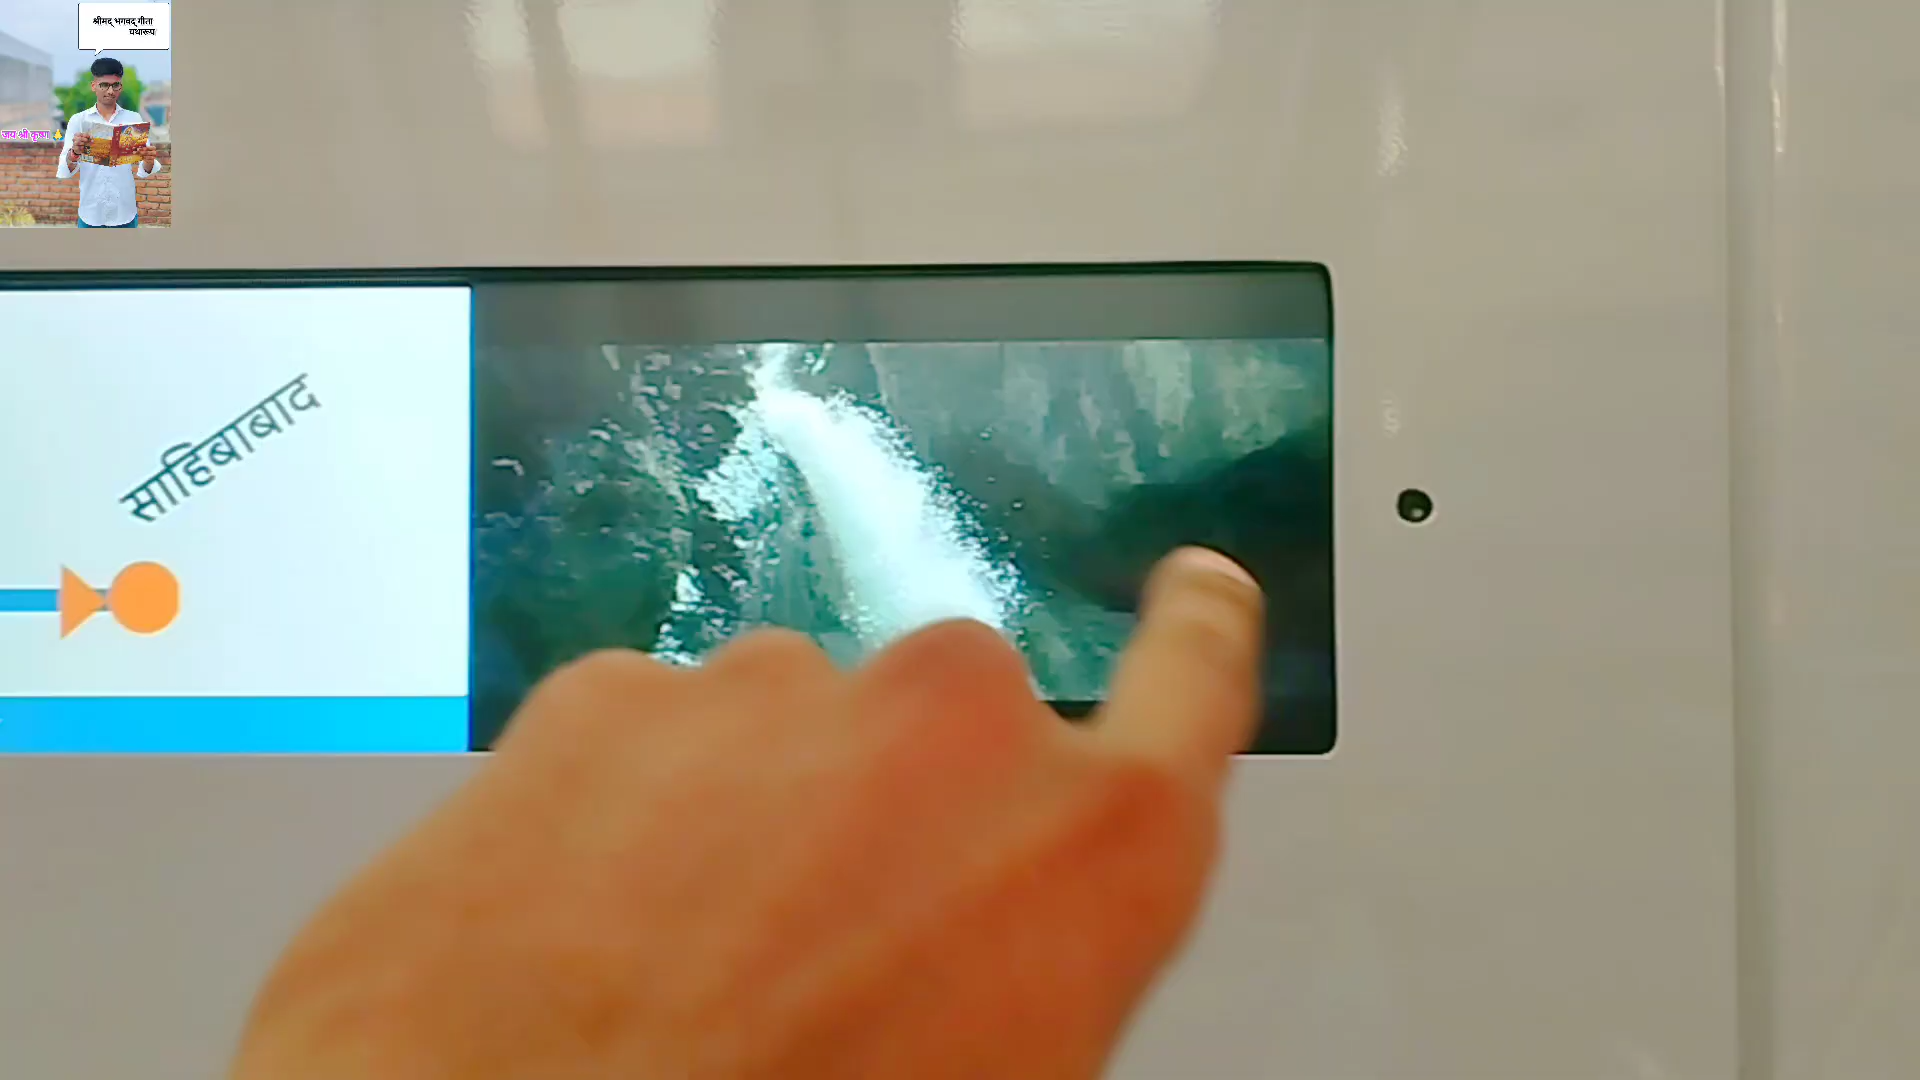 श्रीमद् भगवद् गीता
यथारूप
जय श्री कृष्ण 🙏
साहिबाबाद